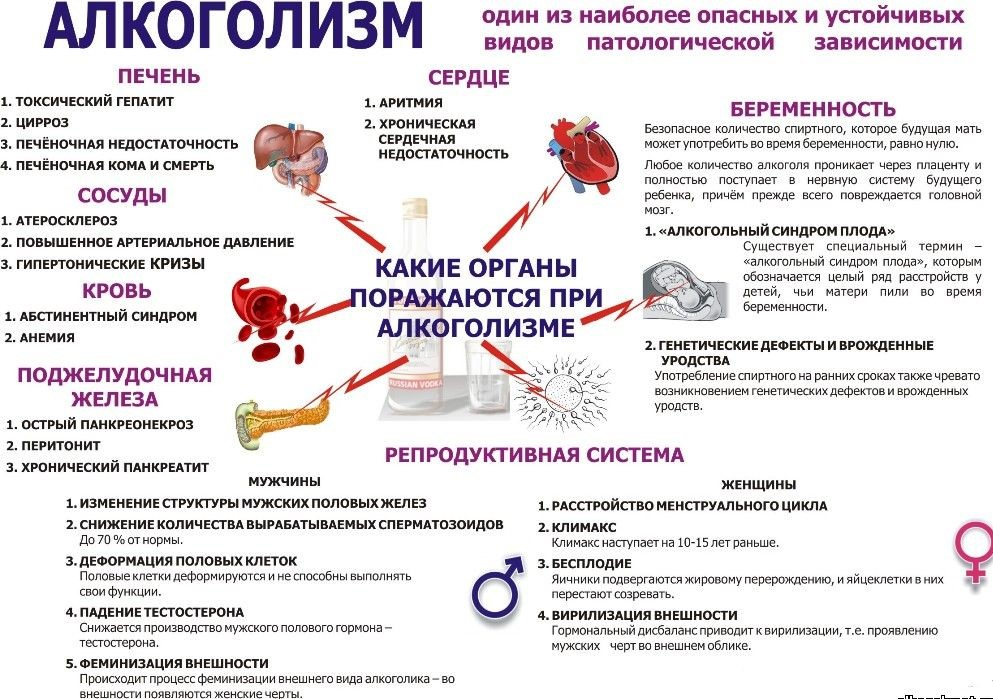 АЛКОГОЛИЗМ
один из наиболее опасных и устойчивых
видов патологической зависимости
ПЕЧЕНЬ
1. ТОКСИЧЕСКИЙ ГЕПАТИТ
2. ЦИРРОЗ
3. ПЕЧЁНОЧНАЯ НЕДОСТАТОЧНОСТЬ
4. ПЕЧЁНОЧНАЯ КОМА И СМЕРТЬ
СОСУДЫ
1. АТЕРОСКЛЕРОЗ
2. ПОВЫШЕННОЕ АРТЕРИАЛЬНОЕ ДАВЛЕНИЕ
3. ГИПЕРТОНИЧЕСКИЕ КРИЗЫ
КРОВЬ
1. АБСТИНЕНТНЫЙ СИНДРОМ
2. АНЕМИЯ
ПОДЖЕЛУДОЧНАЯ
ЖЕЛЕЗА
1. ОСТРЫЙ ПАНКРЕОНЕКРОЗ
2. ПЕРИТОНИТ
3. ХРОНИЧЕСКИЙ ПАНКРЕАТИТ
СЕРДЦЕ
1. АРИТМИЯ
2. ХРОНИЧЕСКАЯ
СЕРДЕЧНАЯ
НЕДОСТАТОЧНОСТЬ
КАКИЕ ОРГАНЫ
ПОРАЖАЮТСЯ ПРИ
АЛКОГОЛИЗМЕ
RUSSIAN VODKA
БЕРЕМЕННОСТЬ
Безопасное количество спиртного, которое будущая мать
может употребить во время беременности, равно нулю.
Любое количество алкоголя проникает через плаценту и
полностью поступает в нервную систему будущего
ребенка, причём прежде всего повреждается головной
мозг.
1. «АЛКОГОЛЬНЫЙ СИНДРОМ ПЛОДА»
Существует специальный термин –
«алкогольный синдром плода», которым
обозначается целый ряд расстройств у
детей, чьи матери пили во время
беременности.
2. ГЕНЕТИЧЕСКИЕ ДЕФЕКТЫ И ВРОЖДЕННЫЕ
УРОДСТВА
Употребление спиртного на ранних сроках также чревато
возникновением генетических дефектов и врожденных
уродств.
РЕПРОДУКТИВНАЯ СИСТЕМА
МУЖЧИНЫ
1. ИЗМЕНЕНИЕ СТРУКТУРЫ МУЖСКИХ ПОЛОВЫХ ЖЕЛЕЗ
2. СНИЖЕНИЕ КОЛИЧЕСТВА ВЫРАБАТЫВАЕМЫХ СПЕРМАТОЗОИДОВ
До 70 % от нормы.
3. ДЕФОРМАЦИЯ ПОЛОВЫХ КЛЕТОК
Половые клетки деформируются и не способны выполнять
свои функции.
4. ПАДЕНИЕ ТЕСТОСТЕРОНА
Снижается производство мужского полового гормона –
тестостерона.
5. ФЕМИНИЗАЦИЯ ВНЕШНОСТИ
Происходит процесс феминизации внешнего вида алкоголика – во
внешности появляются женские черты.
ЖЕНЩИНЫ
1. РАССТРОЙСТВО МЕНСТРУАЛЬНОГО ЦИКЛА
2. КЛИМАКС
Климакс наступает на 10-15 лет раньше.
3. БЕСПЛОДИЕ
Яичники подвергаются жировому перерождению, и яйцеклетки в них
перестают созревать.
4. ВИРИЛИЗАЦИЯ ВНЕШНОСТИ
Гормональный дисбаланс приводит к вирилизации, т.е. проявлению
мужских черт во внешнем облике.